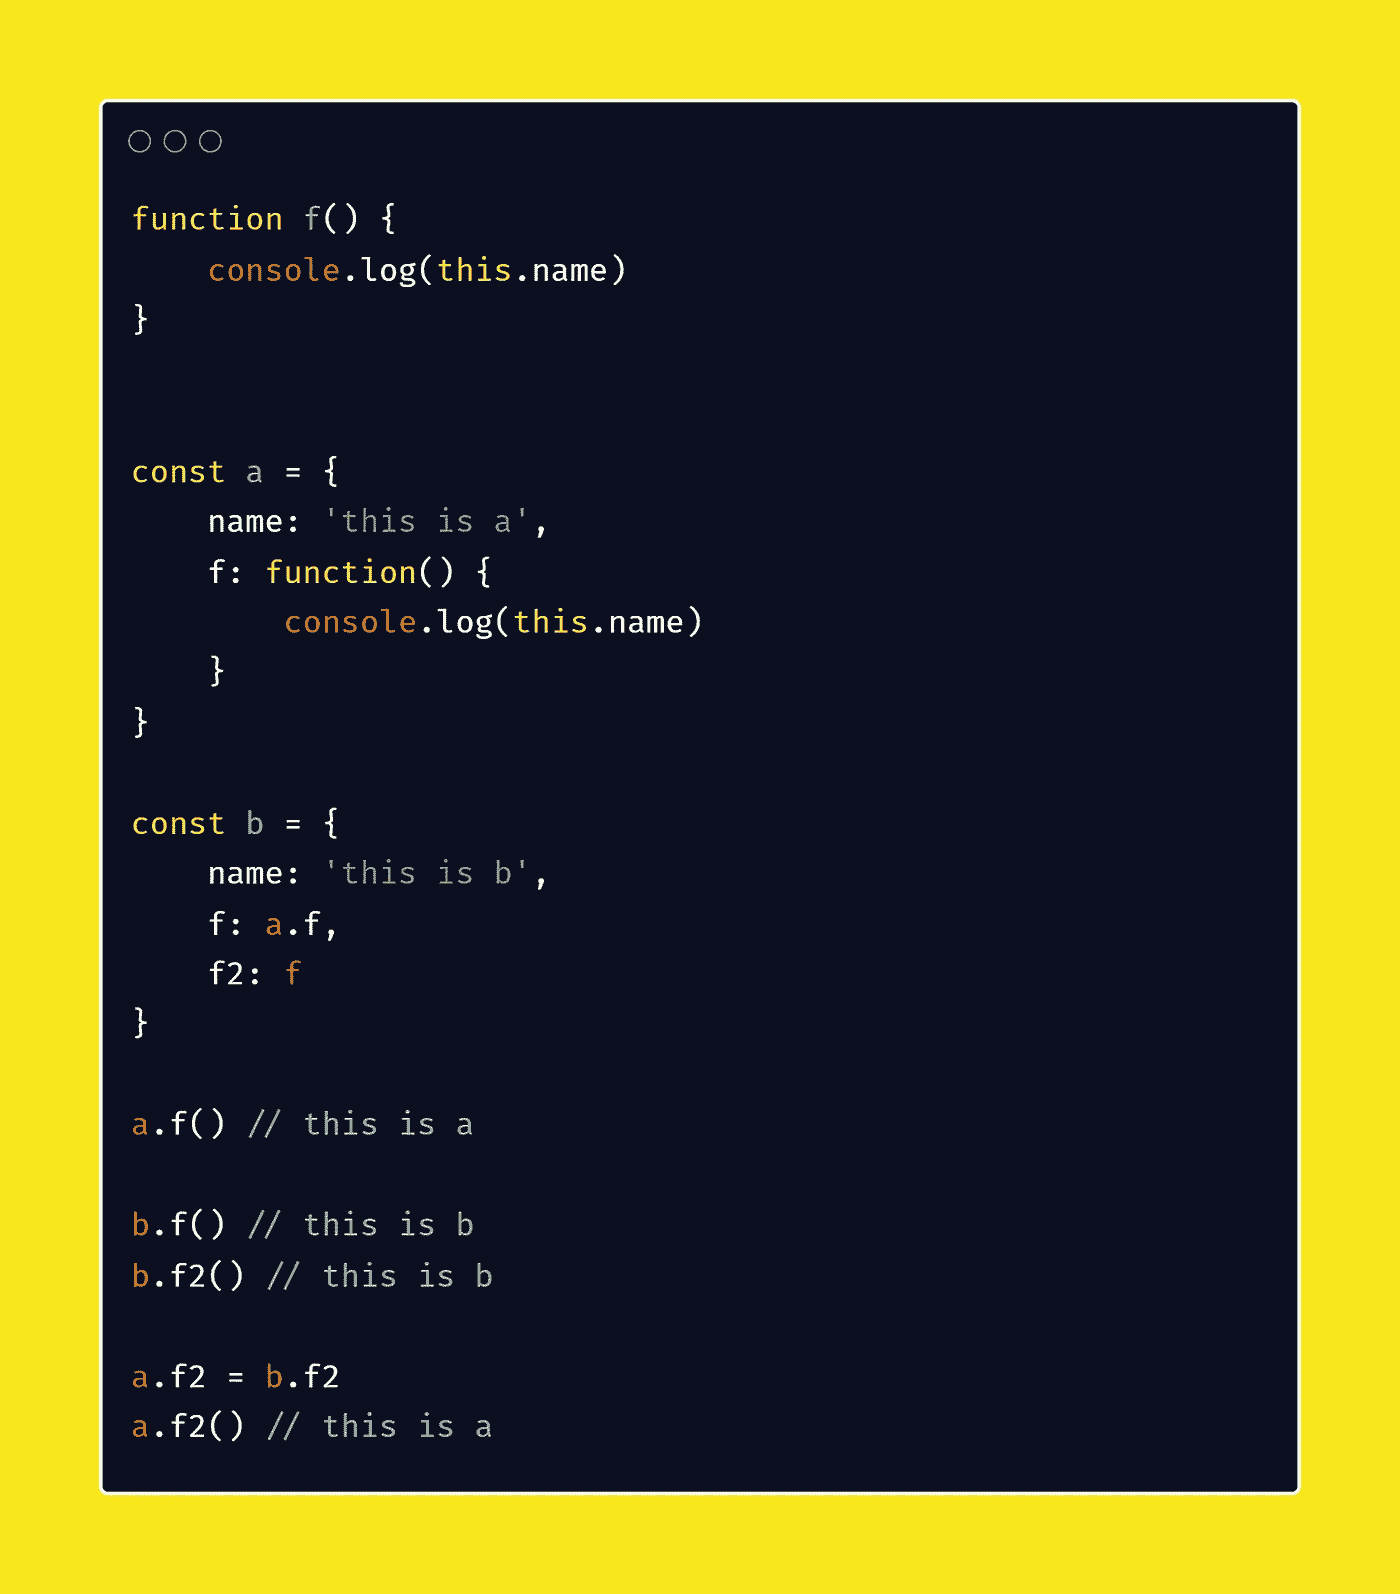 function f() {
    console.log(this.name)
}
const a = {
    name: 'this is a',
    f: function() {
        console.log(this.name)
    }
}
const b = {
    name: 'this is b',
    f: a.f,
    f2: f
}
a.f() // this is a
b.f() // this is b
b.f2() // this is b
a.f2 = b.f2
a.f2() // this is a